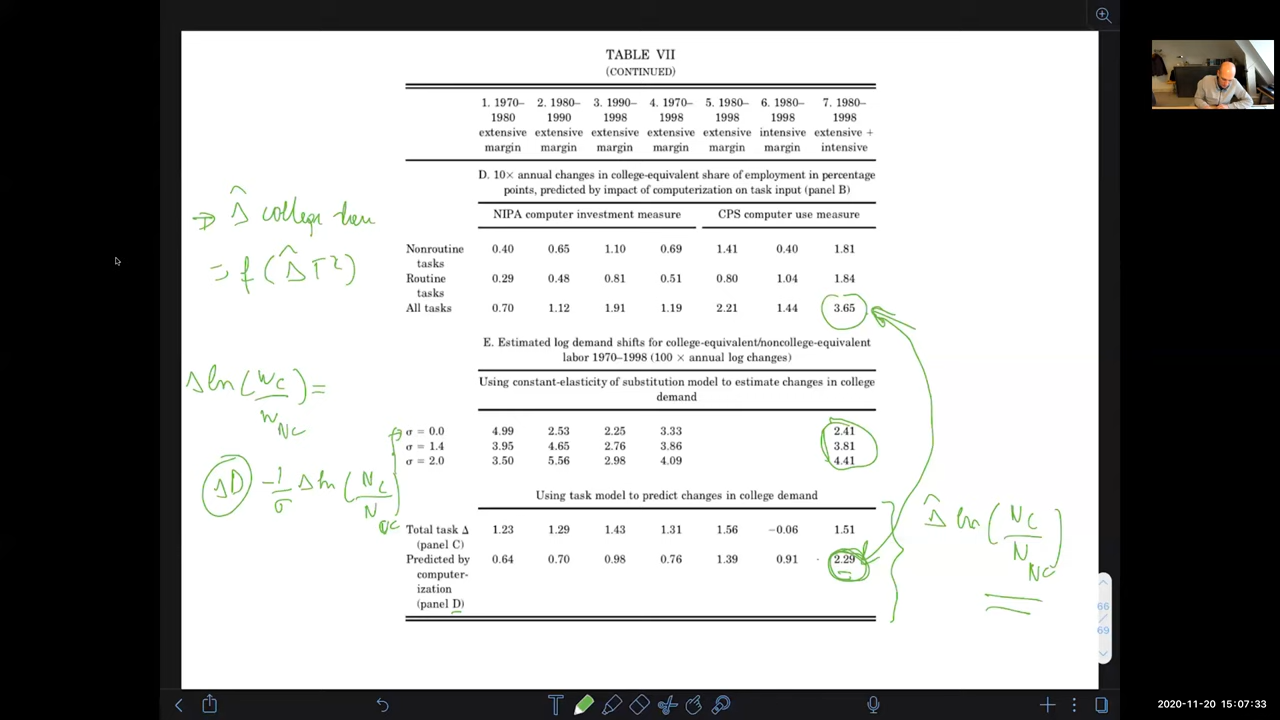 TABLE VII
(CONTINUED)
1. 1970– 2. 1980– 3. 1990– 4. 1970– 5. 1980– 6. 1980– 7. 1980–
1980 1990 1998 1998 1998 1998 1998
extensive extensive extensive extensive extensive intensive extensive +
margin margin margin margin margin margin intensive
D. 10× annual changes in college-equivalent share of employment in percentage
points, predicted by impact of computerization on task input (panel B)
NIPA computer investment measure CPS computer use measure
Nonroutine 0.40 0.65 1.10 0.69 1.41 0.40 1.81
tasks
Routine 0.29 0.48 0.81 0.51 0.80 1.04 1.84
tasks
All tasks 0.70 1.12 1.91 1.19 2.21 1.44 3.65
E. Estimated log demand shifts for college-equivalent/noncollege-equivalent
labor 1970–1998 (100 × annual log changes)
Using constant-elasticity of substitution model to estimate changes in college
demand
σ = 0.0 4.99 2.53 2.25 3.33 2.41
σ = 1.4 3.95 4.65 2.76 3.86 3.81
σ = 2.0 3.50 5.56 2.98 4.09 4.41
Using task model to predict changes in college demand
Total task Δ 1.23 1.29 1.43 1.31 1.56 −0.06 1.51
(panel C)
Predicted by 0.64 0.70 0.98 0.76 1.39 0.91 2.29
computer-
ization
(panel D)
Δ̂ college
= f(Δ̂T
Δ ln(W_C/W_NC) =
ΔD − 1/σ Δ ln(N_C/N_NC)
Δ̂ ln(N_C/N_NC)
66
69
2020-11-20 15:07:33